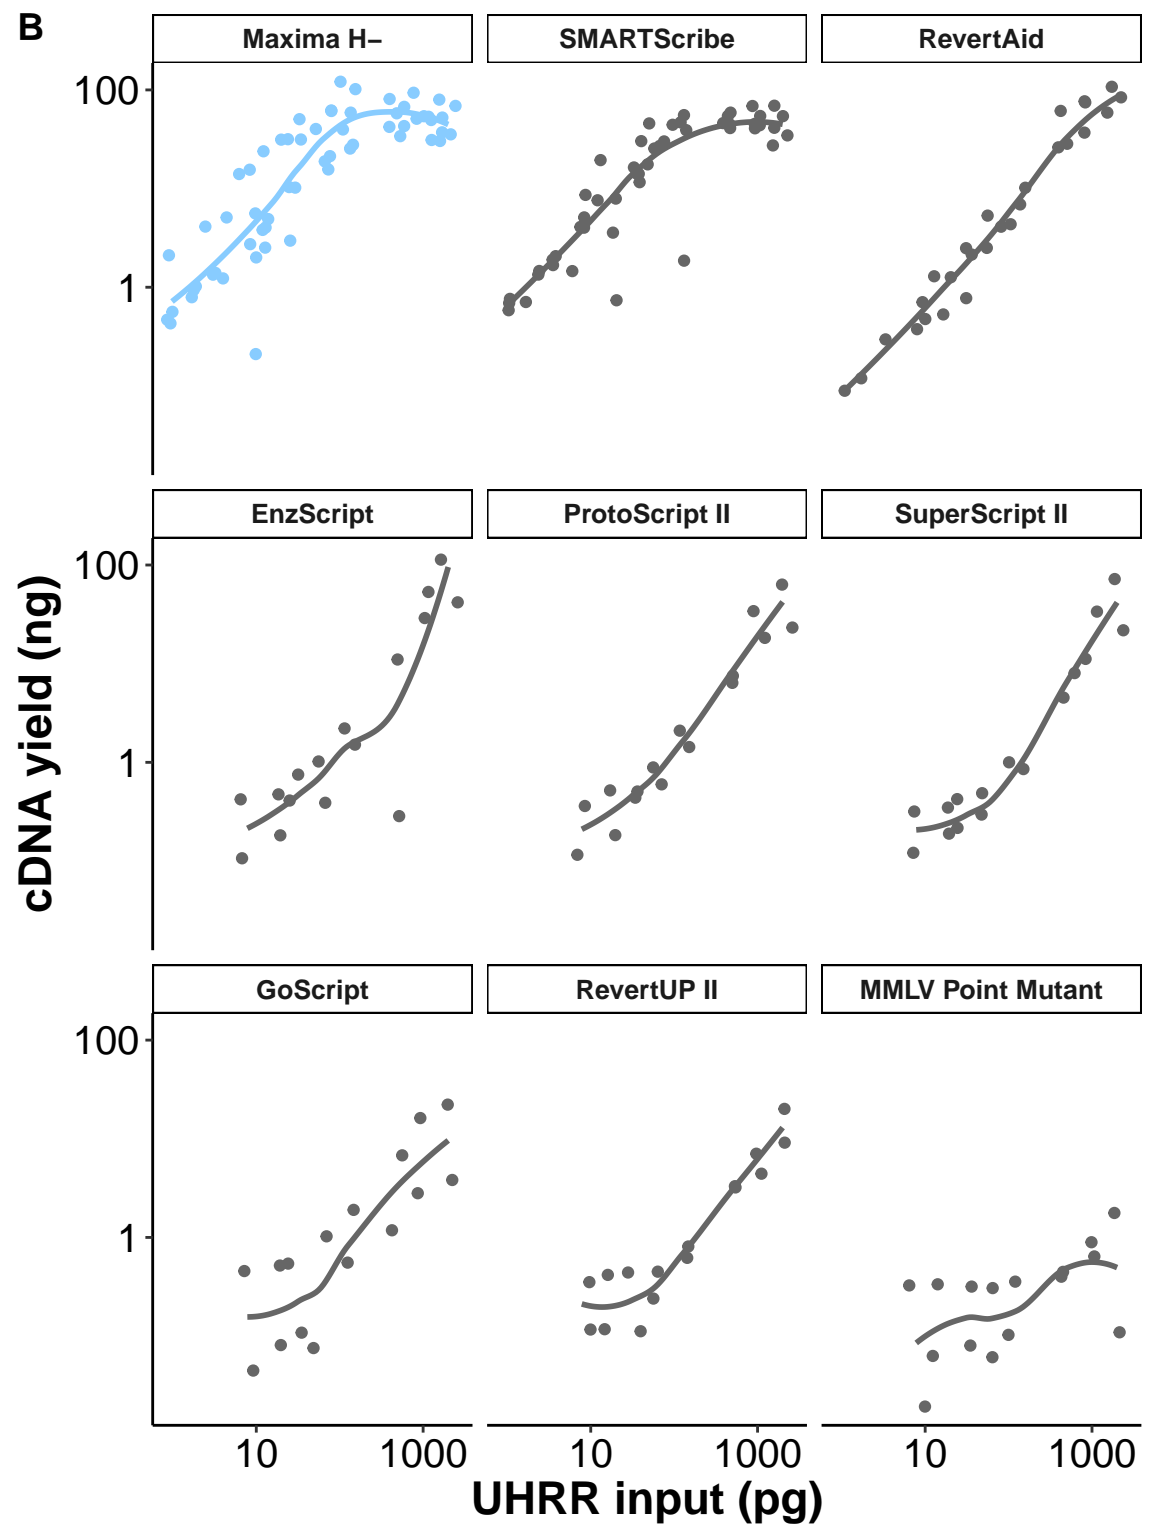 B
Maxima H–
SMARTScribe
RevertAid
100
1
EnzScript
ProtoScript II
SuperScript II
100
1
cDNA yield (ng)
GoScript
RevertUP II
MMLV Point Mutant
100
1
10 1000 10 1000 10 1000
UHRR input (pg)